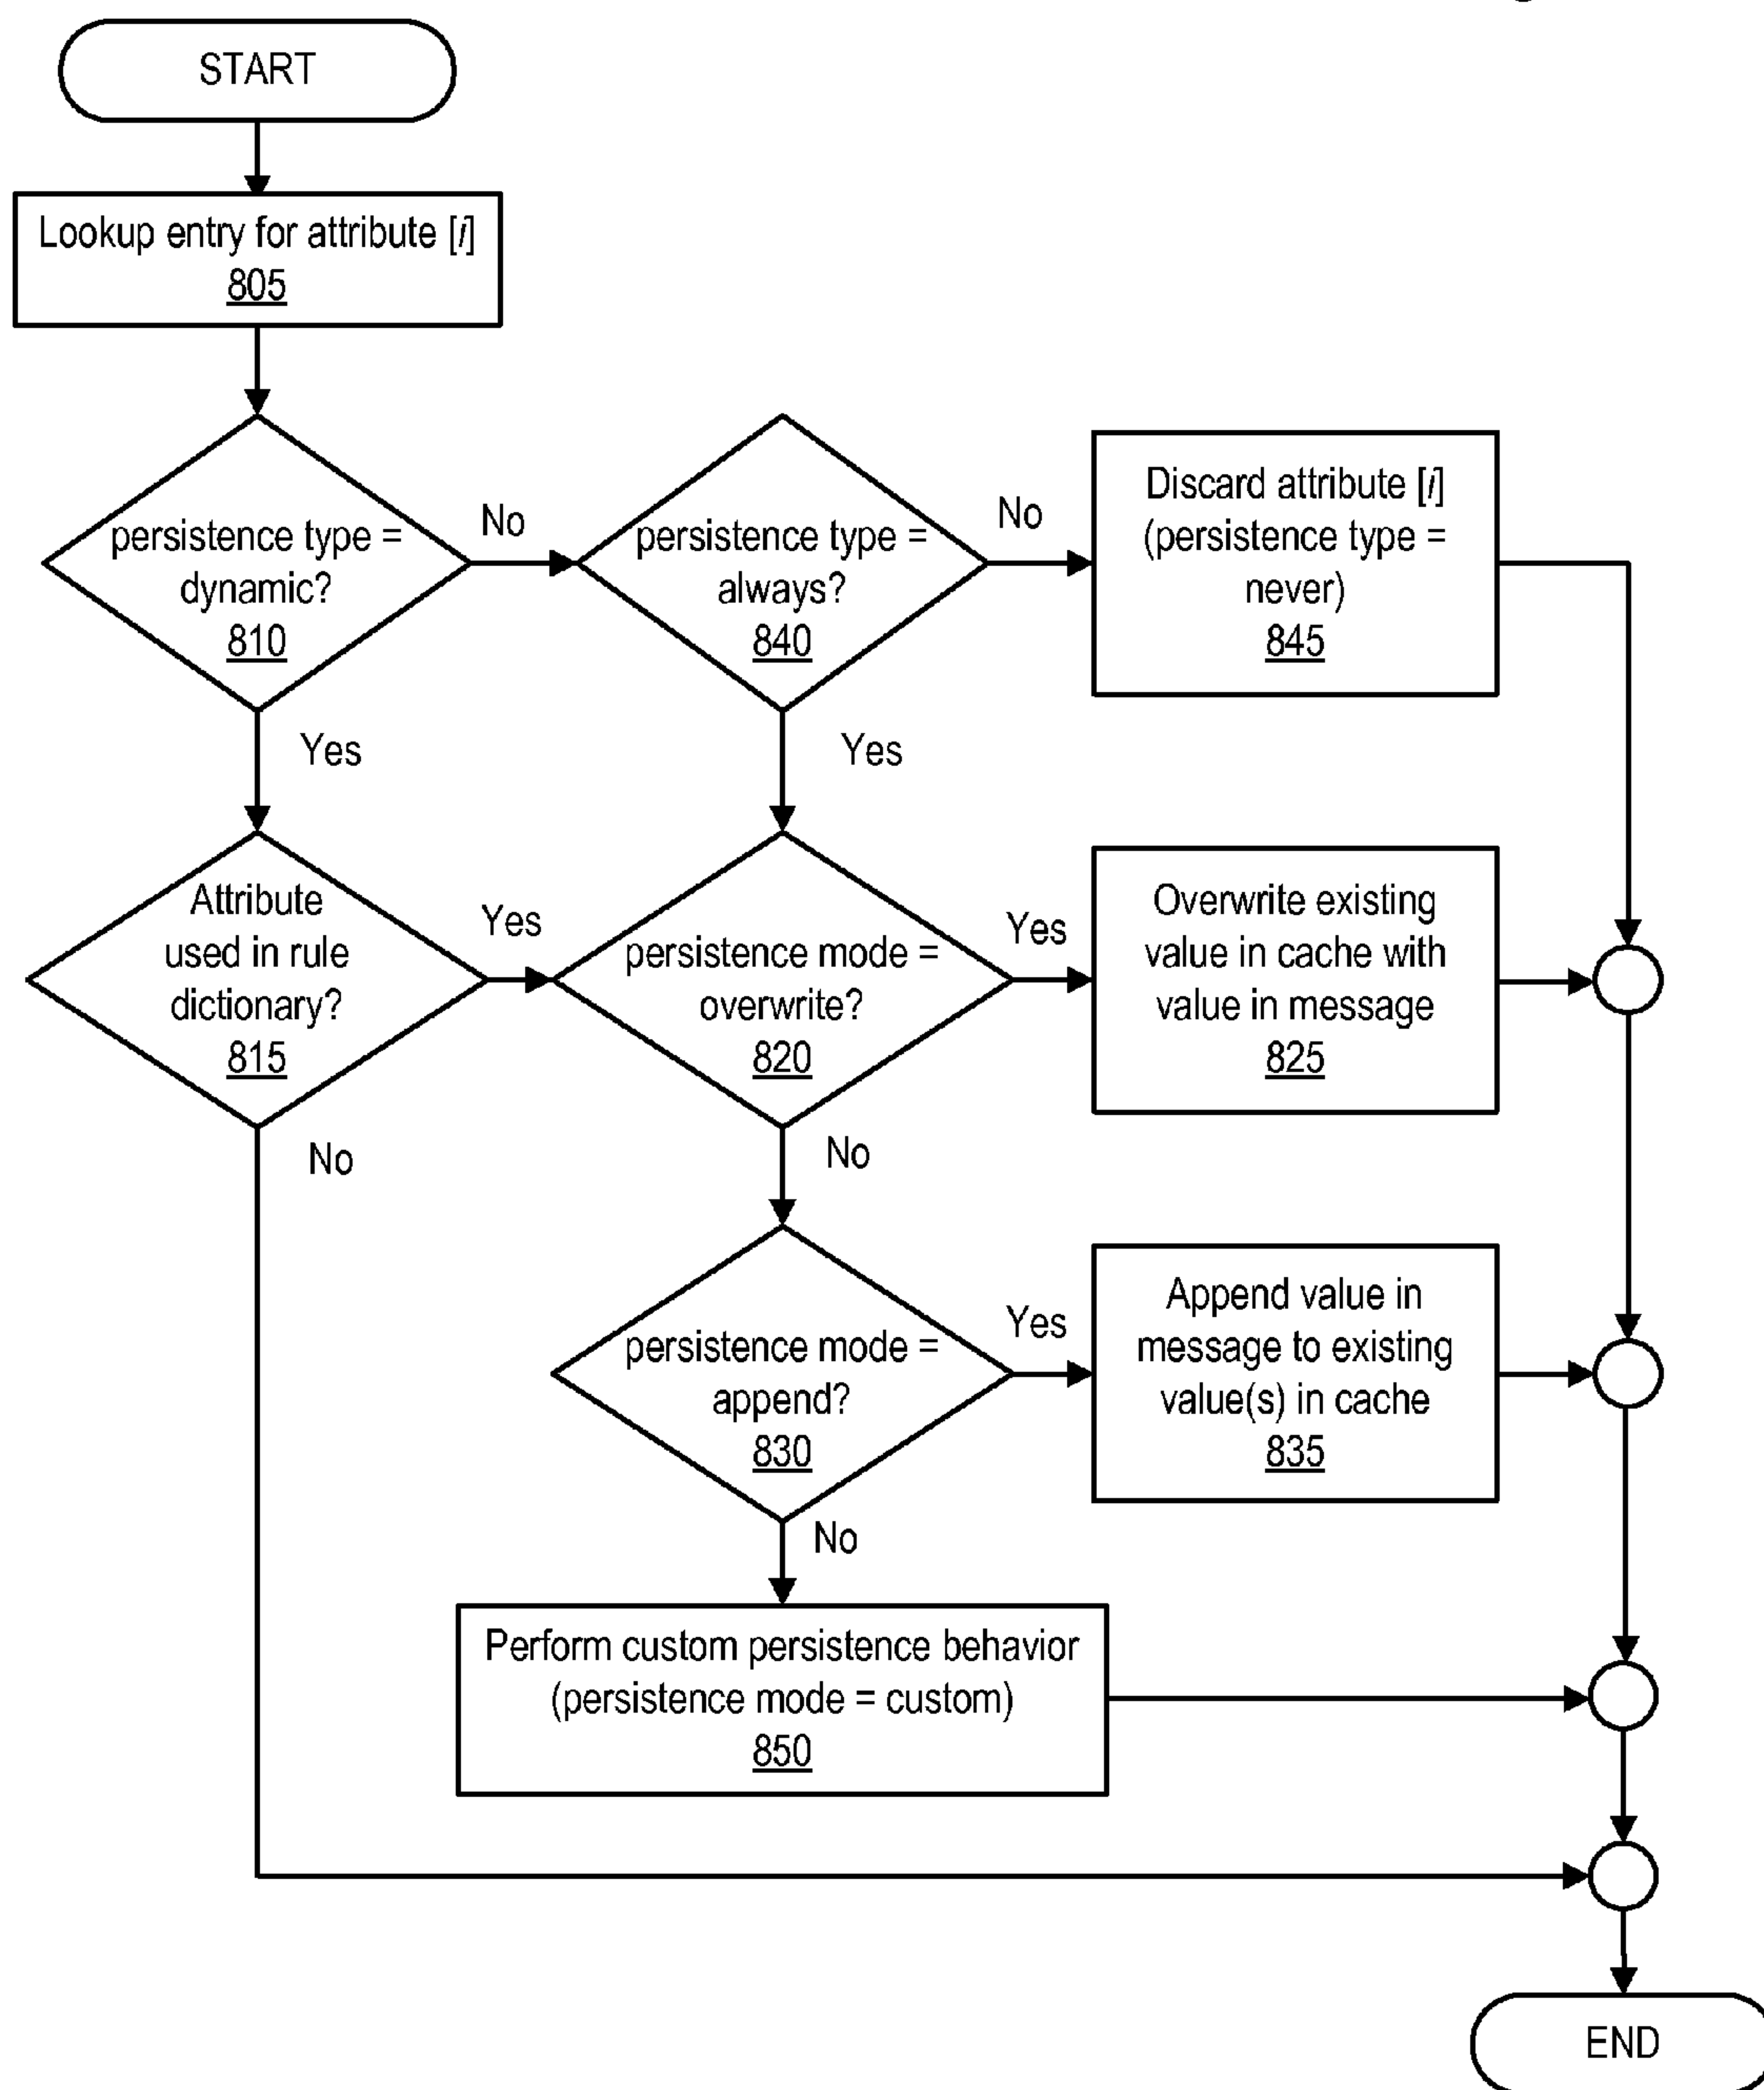 START
Lookup entry for attribute [i]
805
persistence type =
dynamic?
810
No
persistence type =
always?
840
No
Discard attribute [i]
(persistence type =
never)
845
Yes
Yes
Attribute
used in rule
dictionary?
815
Yes
persistence mode =
overwrite?
820
Yes
Overwrite existing
value in cache with
value in message
825
No
No
persistence mode =
append?
830
Yes
Append value in
message to existing
value(s) in cache
835
No
Perform custom persistence behavior
(persistence mode = custom)
850
END